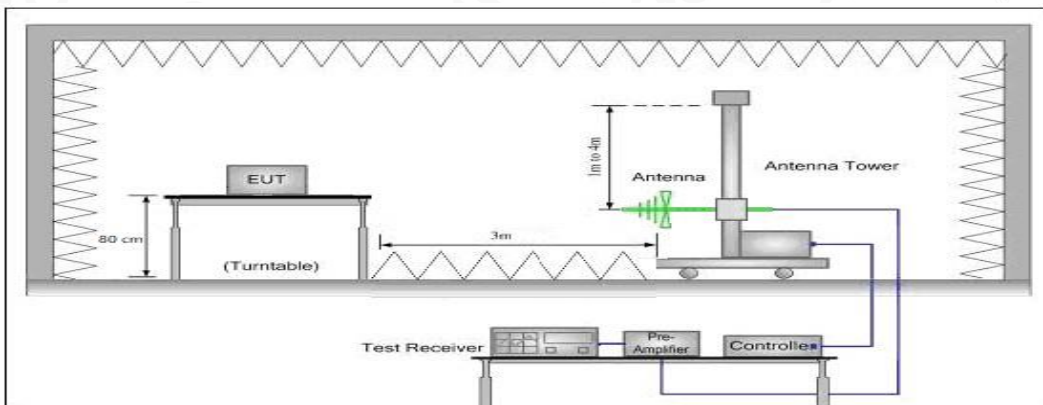 1m to 4m
Antenna
Antenna Tower
EUT
80 cm
(Turntable)
3m
Test Receiver
Pre-
Amplifier
Controller